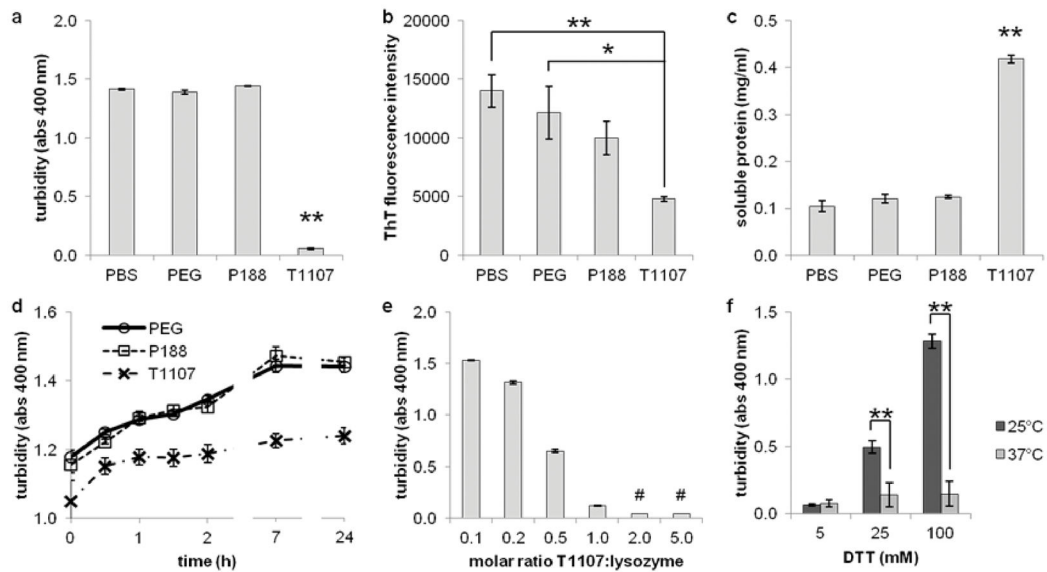 a
turbidity (abs 400 nm)
2.0
1.5
1.0
0.5
0.0
**
PBS PEG P188 T1107
b
ThT fluorescence intensity
20000
15000
10000
5000
0
**
*
PBS PEG P188 T1107
c
soluble protein (mg/ml)
0.5
0.4
0.3
0.2
0.1
0.0
**
PBS PEG P188 T1107
d
turbidity (abs 400 nm)
1.6
1.4
1.2
1.0
PEG
P188
T1107
0 1 2 7 24
time (h)
e
turbidity (abs 400 nm)
2.0
1.5
1.0
0.5
0.0
# #
0.1 0.2 0.5 1.0 2.0 5.0
molar ratio T1107:lysozyme
f
turbidity (abs 400 nm)
1.5
1.0
0.5
0.0
**
**
25°C
37°C
5 25 100
DTT (mM)